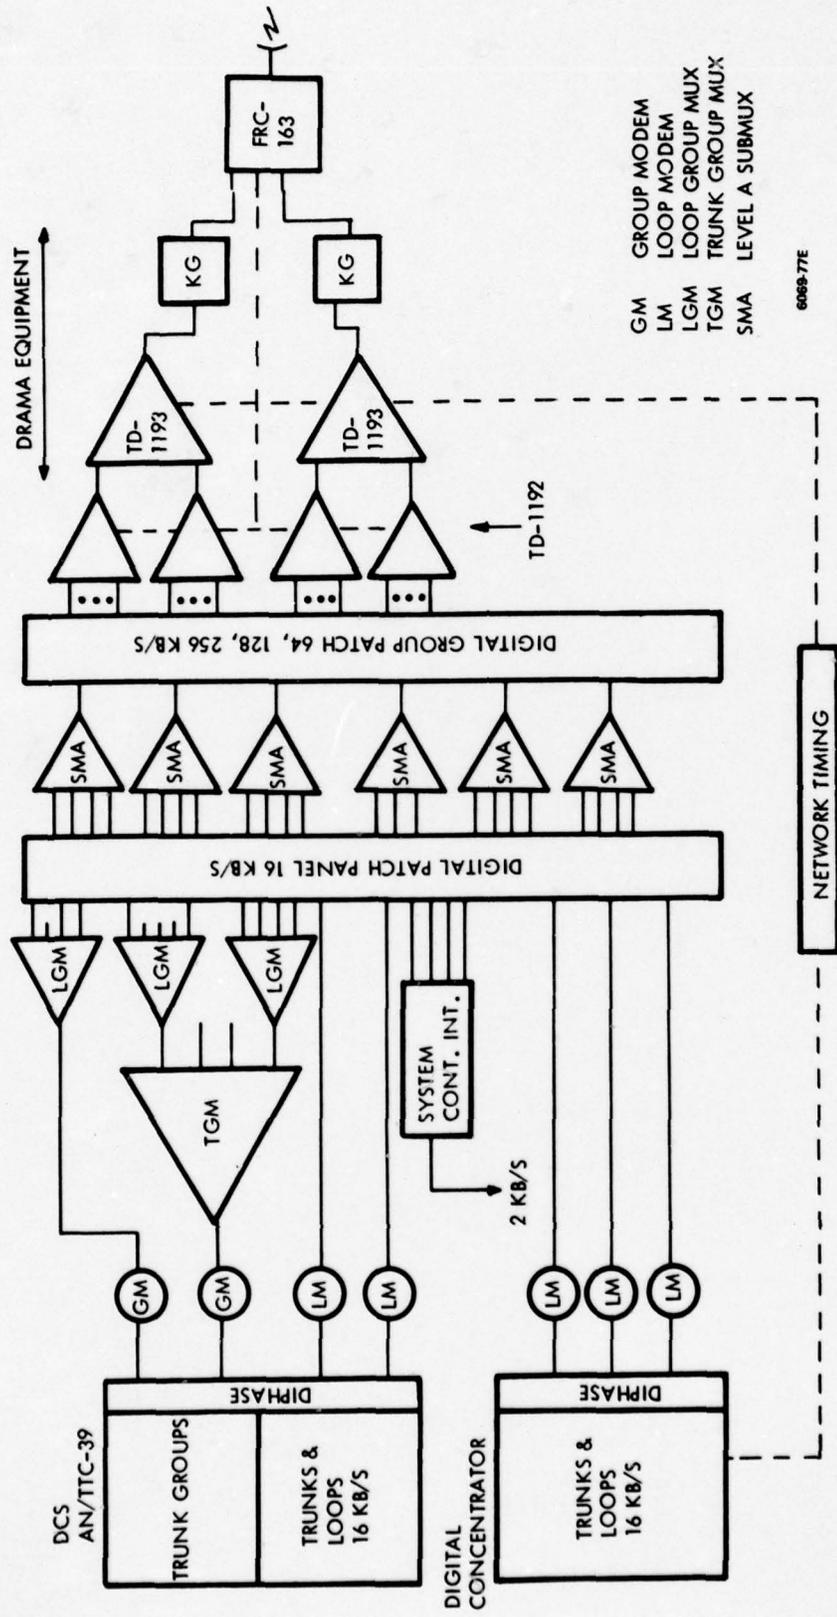 DCS
AN/TTC-39
TRUNK GROUPS
TRUNKS &
LOOPS
16 KB/S
DIPHASE
DIGITAL
CONCENTRATOR
TRUNKS &
LOOPS
16 KB/S
DIPHASE
GM
GM
LM
LM
LM
LM
LM
TGM
LGM
LGM
LGM
SYSTEM
CONT. INT.
2 KB/S
DIGITAL PATCH PANEL 16 KB/S
SMA
SMA
SMA
SMA
SMA
SMA
DIGITAL GROUP PATCH 64, 128, 256 KB/S
DRAMA EQUIPMENT
TD-1192
TD-
1193
TD-
1193
KG
KG
FRC-
163
NETWORK TIMING
GM GROUP MODEM
LM LOOP MODEM
LGM LOOP GROUP MUX
TGM TRUNK GROUP MUX
SMA LEVEL A SUBMUX
6069-77E